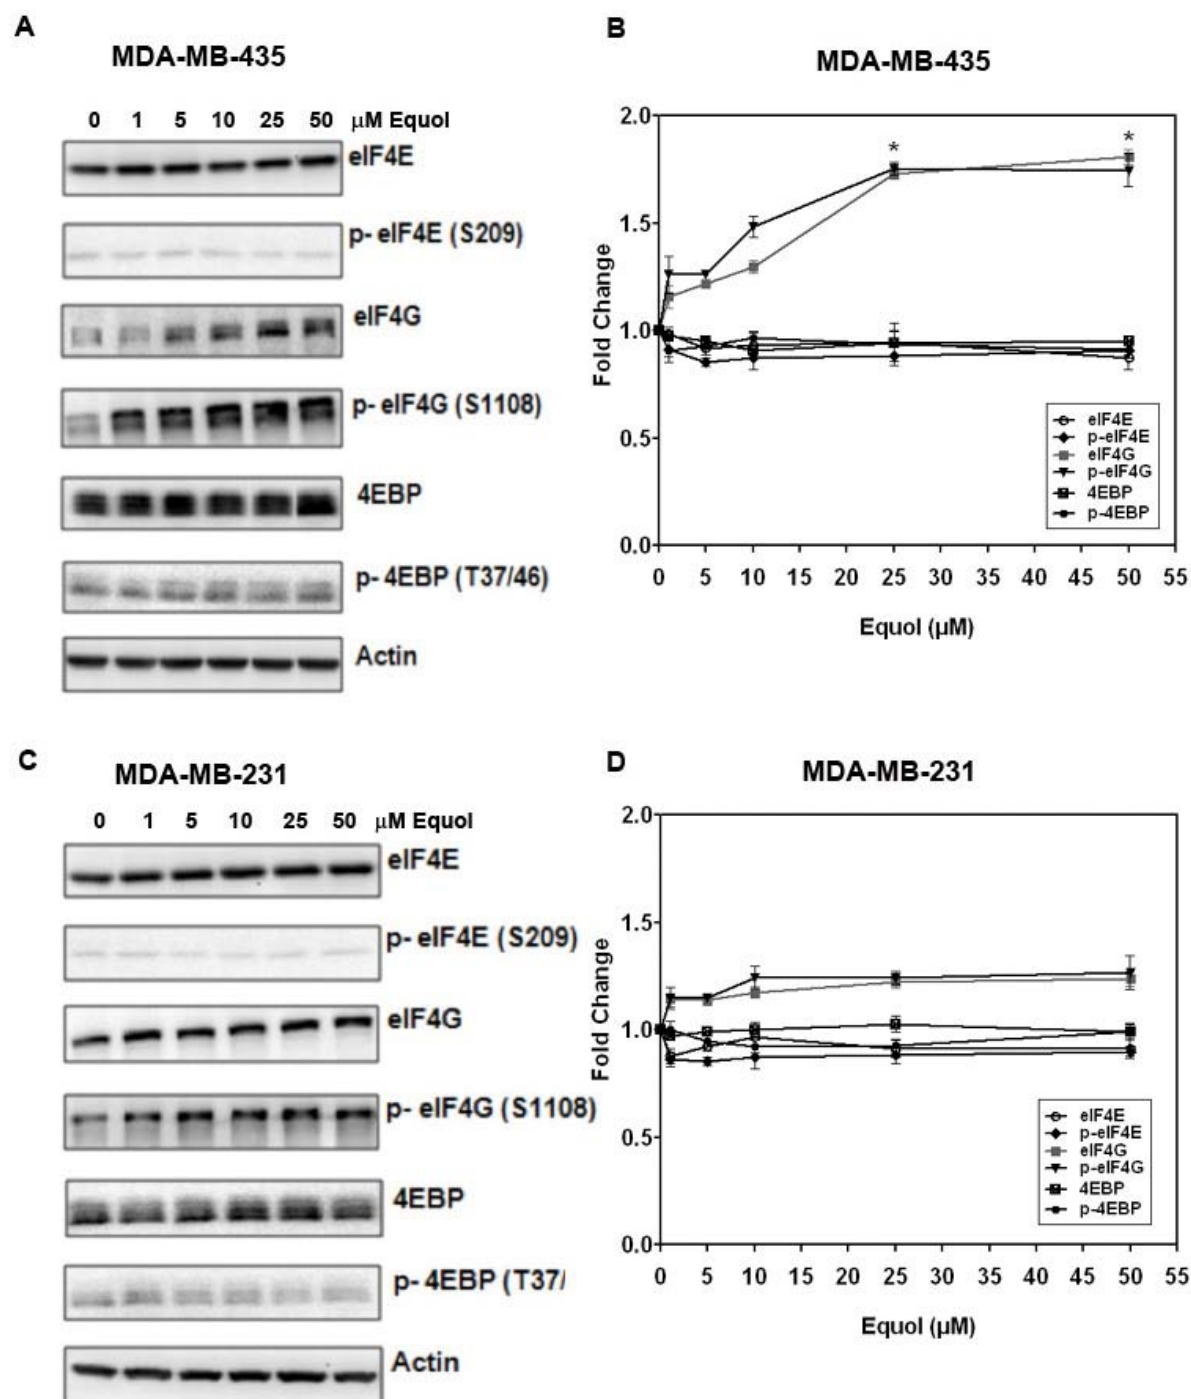 A
MDA-MB-435
0 1 5 10 25 50 μM Equol
eIF4E
p- eIF4E (S209)
eIF4G
p- eIF4G (S1108)
4EBP
p- 4EBP (T37/46)
Actin
B
MDA-MB-435
2.0
1.5
1.0
0.5
0.0
Fold Change
* *
eIF4E
p-eIF4E
eIF4G
p-eIF4G
4EBP
p-4EBP
0 5 10 15 20 25 30 35 40 45 50 55
Equol (µM)
C
MDA-MB-231
0 1 5 10 25 50 μM Equol
eIF4E
p- eIF4E (S209)
eIF4G
p- eIF4G (S1108)
4EBP
p- 4EBP (T37/
Actin
D
MDA-MB-231
2.0
1.5
1.0
0.5
0.0
Fold Change
eIF4E
p-eIF4E
eIF4G
p-eIF4G
4EBP
p-4EBP
0 5 10 15 20 25 30 35 40 45 50 55
Equol (µM)